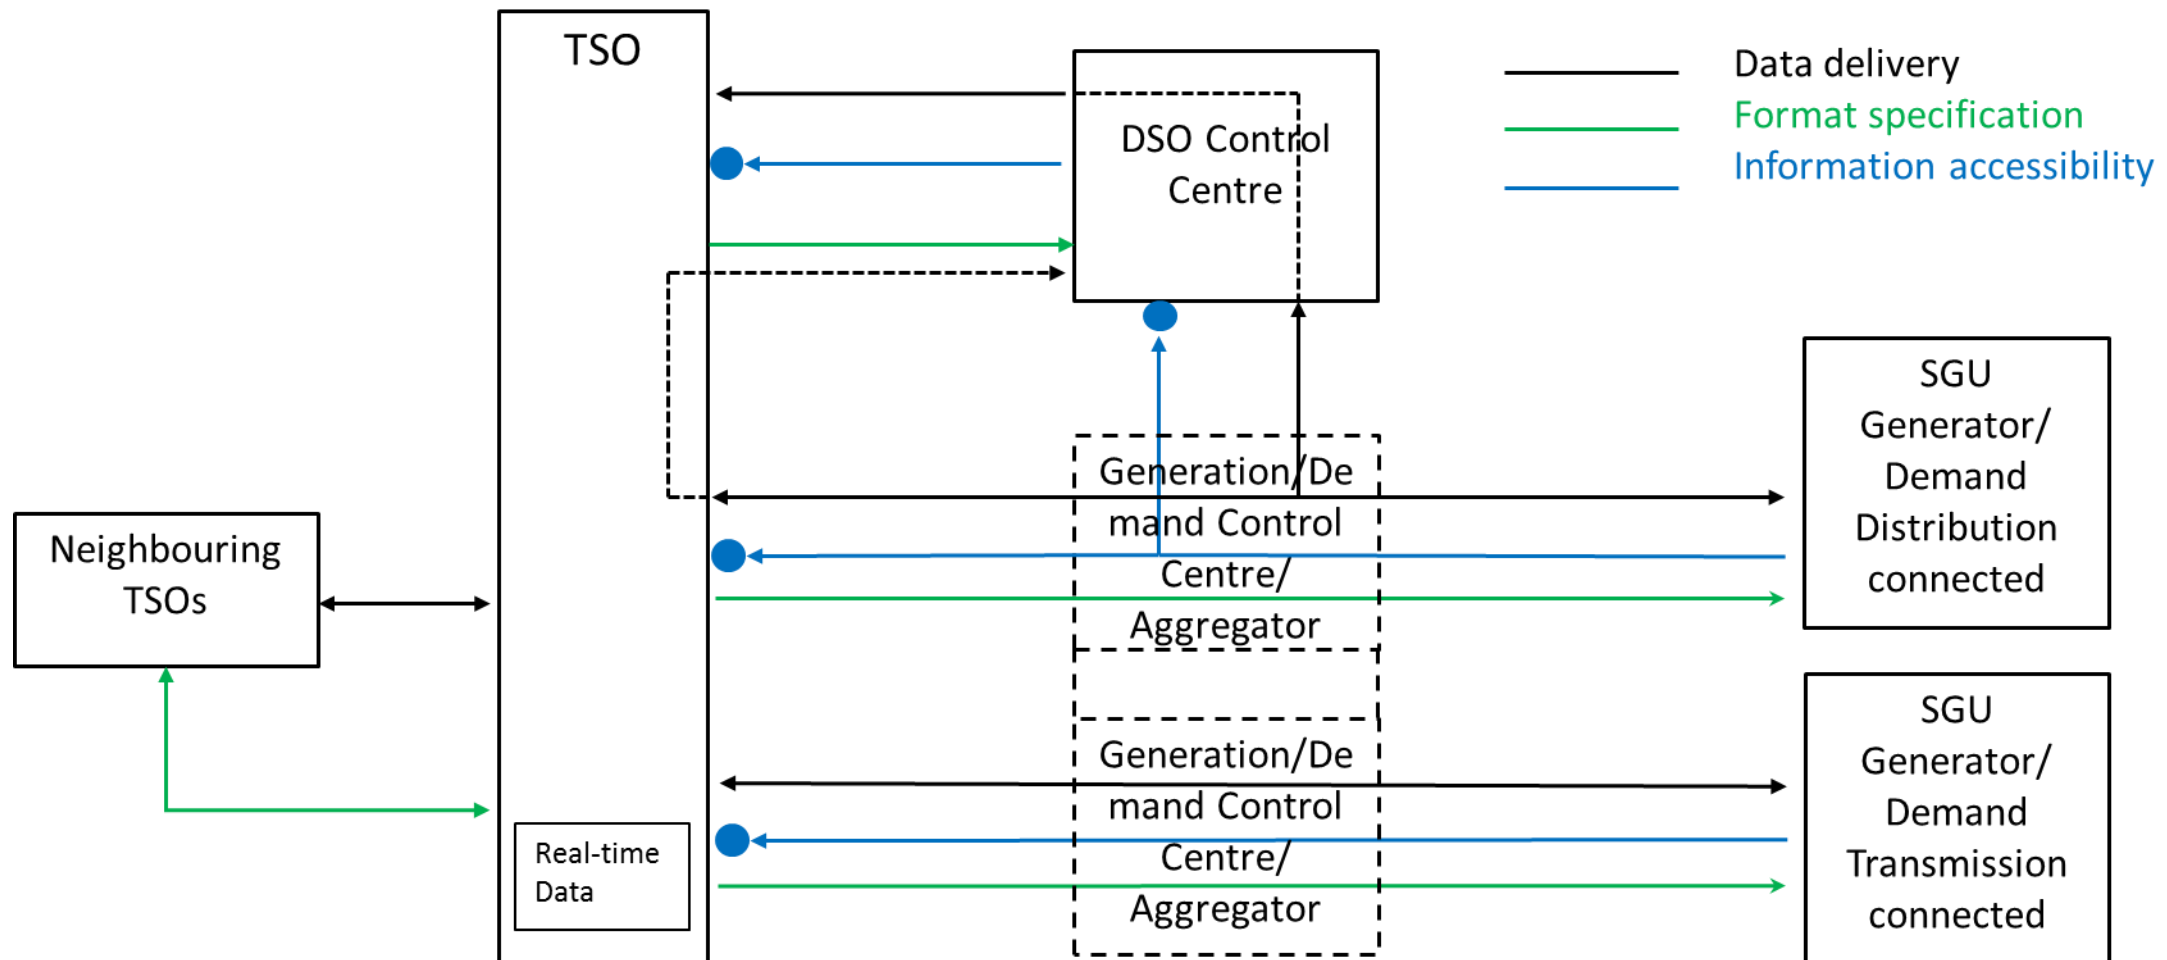 TSO
DSO Control
Centre
Data delivery
Format specification
Information accessibility
SGU
Generator/
Demand
Distribution
connected
Generation/De
mand Control
Centre/
Aggregator
Neighbouring
TSOs
SGU
Generator/
Demand
Transmission
connected
Generation/De
mand Control
Centre/
Aggregator
Real-time
Data